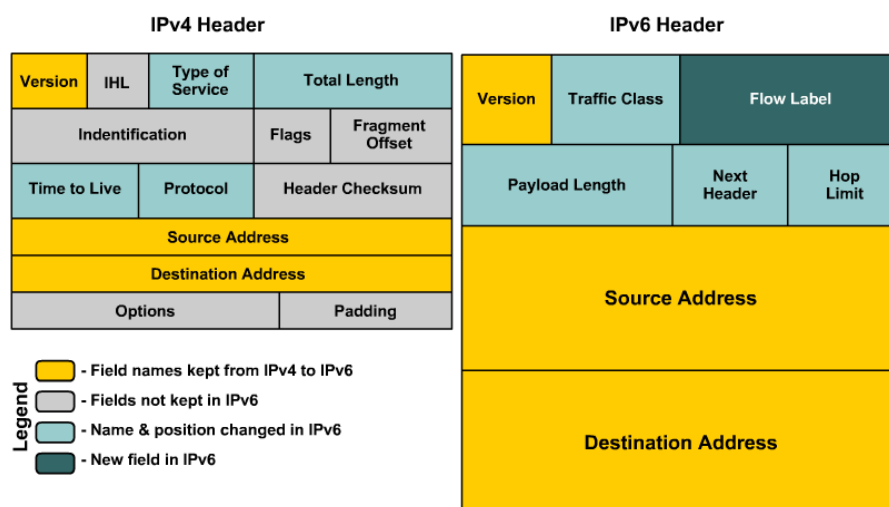 IPv4 Header
Version
IHL
Type of
Service
Total Length
Indentification
Flags
Fragment
Offset
Time to Live
Protocol
Header Checksum
Source Address
Destination Address
Options
Padding
IPv6 Header
Version
Traffic Class
Flow Label
Payload Length
Next
Header
Hop
Limit
Source Address
Destination Address
Legend
- Field names kept from IPv4 to IPv6
- Fields not kept in IPv6
- Name & position changed in IPv6
- New field in IPv6